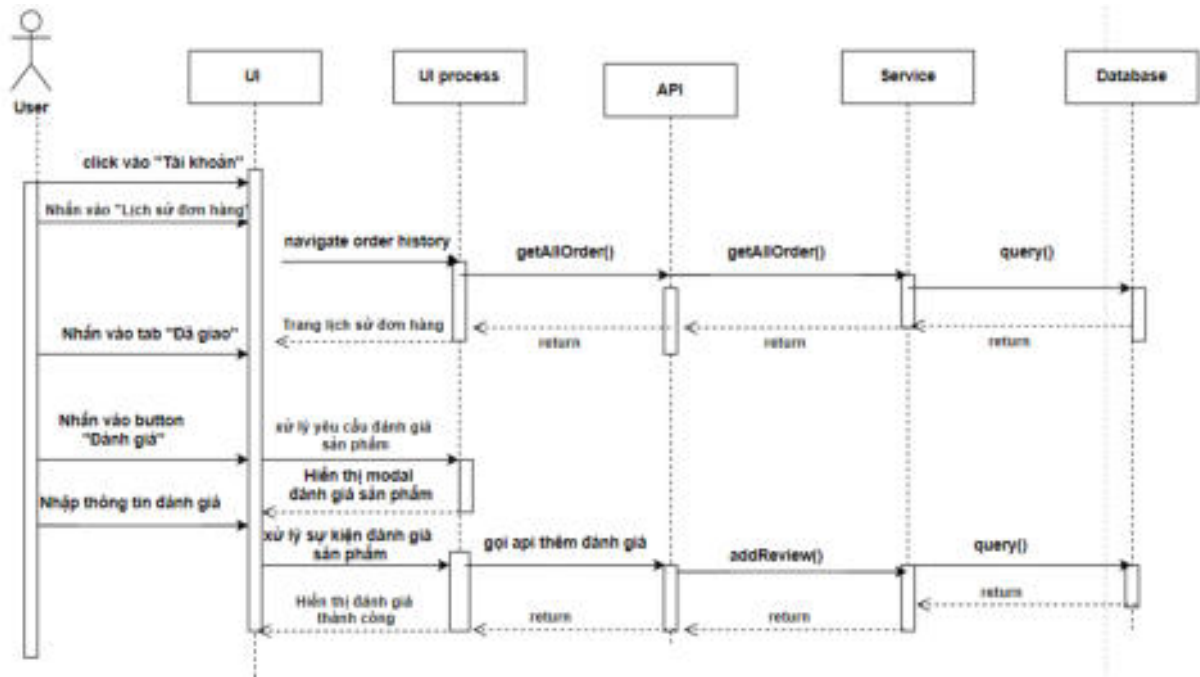 User
UI
UI process
API
Service
Database
click vào "Tài khoản"
Nhấn vào "Lịch sử đơn hàng"
navigate order history
getAllOrder()
getAllOrder()
query()
Nhấn vào tab "Đã giao"
Trang lịch sử đơn hàng
return
return
return
Nhấn vào button
"Đánh giá"
xử lý yêu cầu đánh giá
sản phẩm
Hiển thị modal
đánh giá sản phẩm
Nhập thông tin đánh giá
xử lý sự kiện đánh giá
sản phẩm
gọi api thêm đánh giá
addReview()
query()
Hiển thị đánh giá
thành công
return
return
return